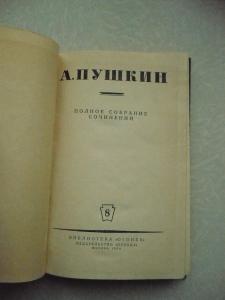 А.ПУШКИН
ПОЛНОЕ СОБРАНИЕ
СОЧИНЕНИЙ
8
БИБЛИОТЕКА «ОГОНЕК»
ИЗДАТЕЛЬСТВО «ПРАВДА»
МОСКВА